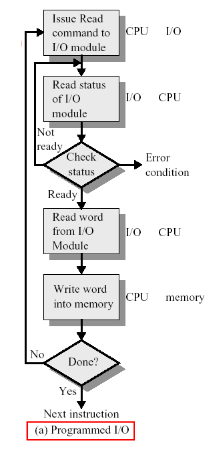 Issue Read
command to
I/O module
CPU I/O
Read status
of I/O
module
I/O CPU
Not
ready
Check
status
Error
condition
Ready
Read word
from I/O
Module
I/O CPU
Write word
into memory
CPU memory
No
Done?
Yes
Next instruction
(a) Programmed I/O